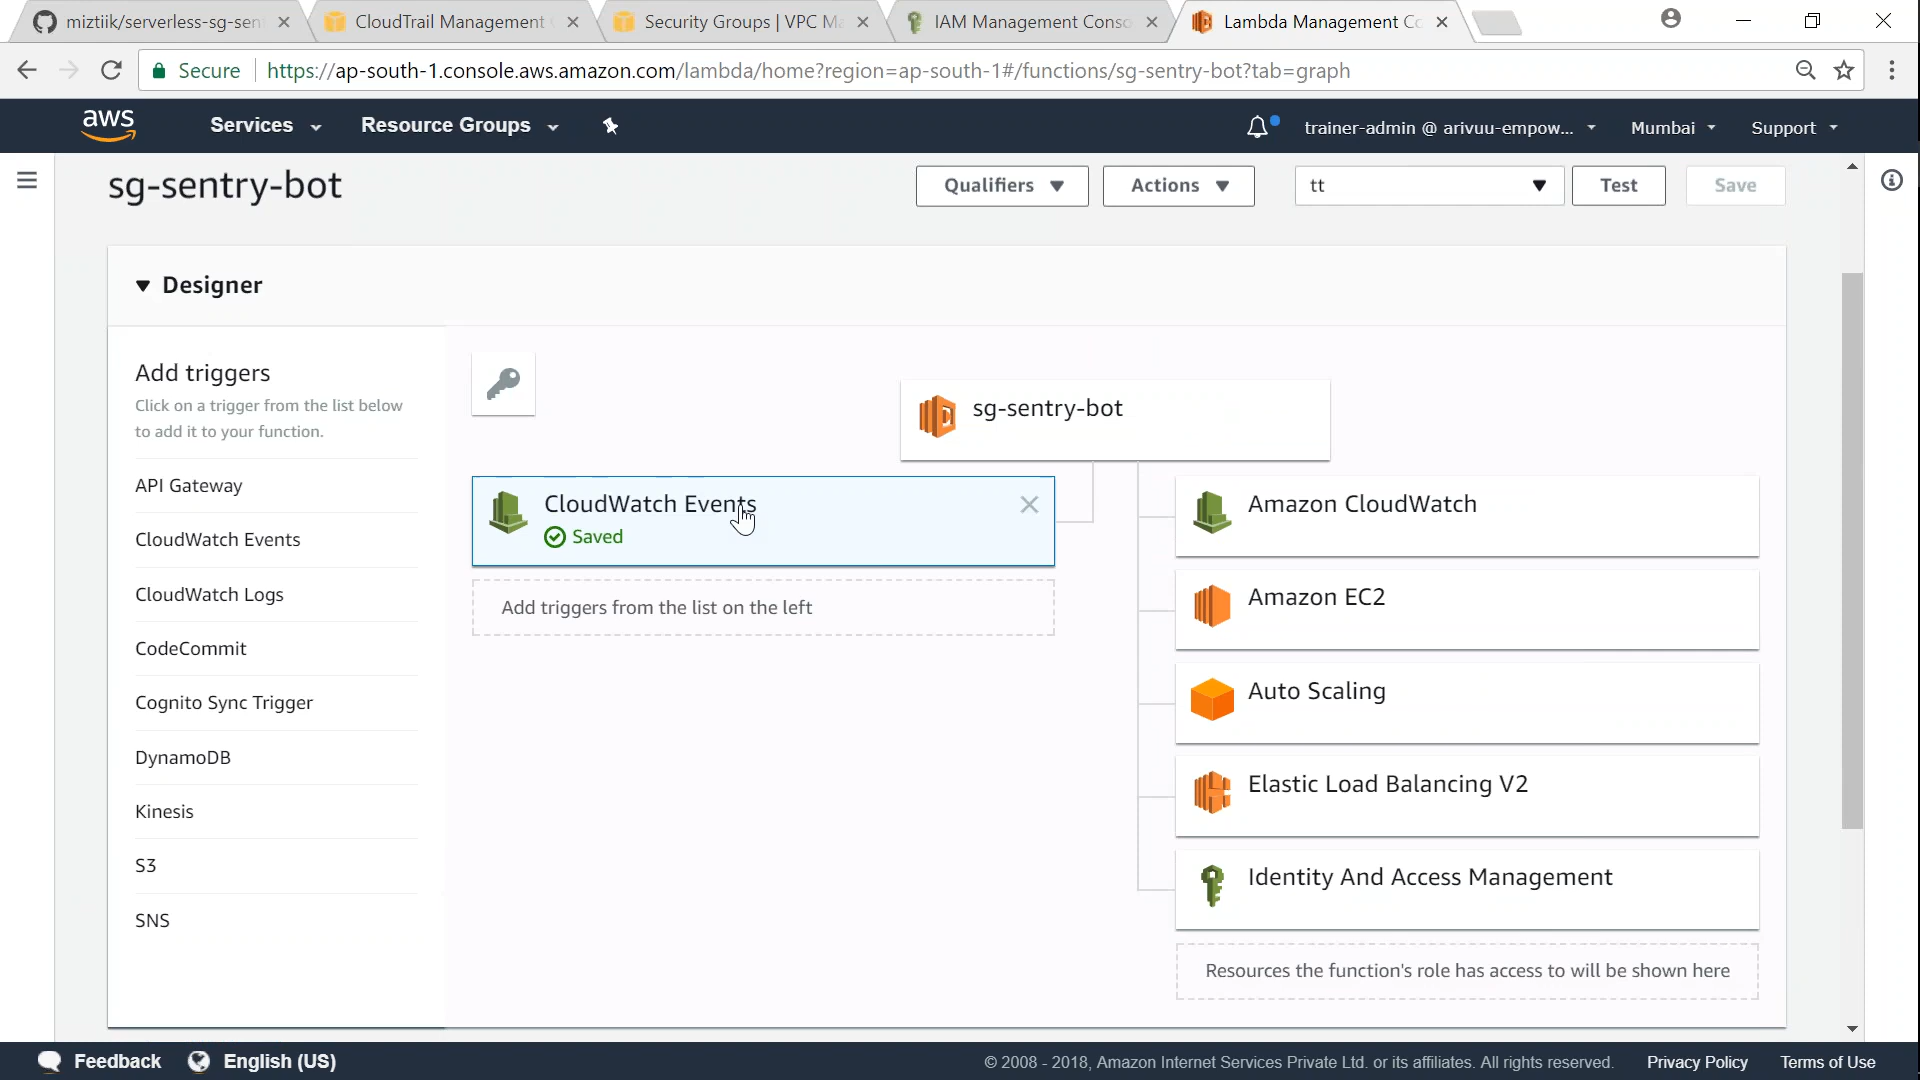 miztiik/serverless-sg-sen
CloudTrail Management
Security Groups | VPC Ma
IAM Management Conso
Lambda Management Co
Secure
https://ap-south-1.console.aws.amazon.com/lambda/home?region=ap-south-1#/functions/sg-sentry-bot?tab=graph
aws
Services
Resource Groups
trainer-admin @ arivuu-empow...
Mumbai
Support
sg-sentry-bot
Qualifiers
Actions
tt
Test
Save
Designer
Add triggers
Click on a trigger from the list below
to add it to your function.
API Gateway
CloudWatch Events
CloudWatch Logs
CodeCommit
Cognito Sync Trigger
DynamoDB
Kinesis
S3
SNS
sg-sentry-bot
CloudWatch Events
Saved
Add triggers from the list on the left
Amazon CloudWatch
Amazon EC2
Auto Scaling
Elastic Load Balancing V2
Identity And Access Management
Resources the function's role has access to will be shown here
Feedback
English (US)
© 2008 - 2018, Amazon Internet Services Private Ltd. or its affiliates. All rights reserved.
Privacy Policy
Terms of Use